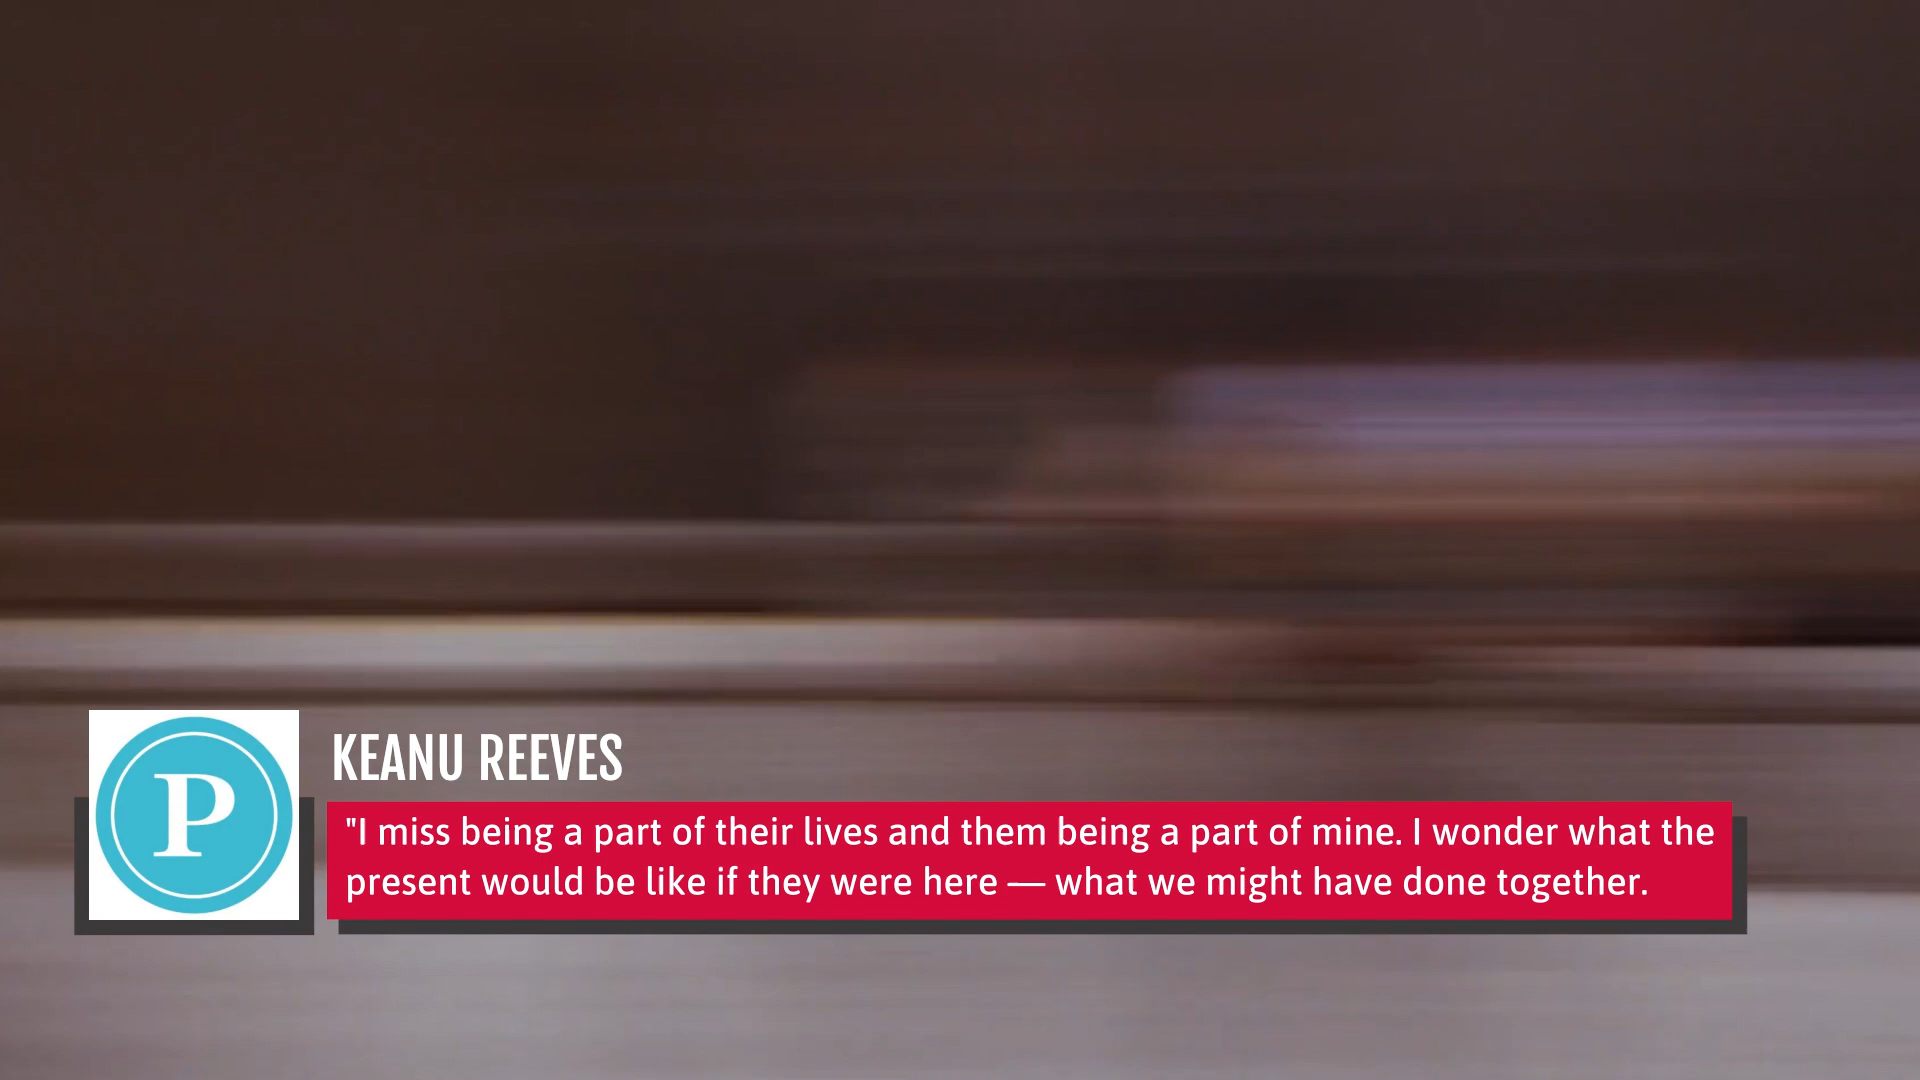 P
KEANU REEVES
"I miss being a part of their lives and them being a part of mine. I wonder what the
present would be like if they were here — what we might have done together.